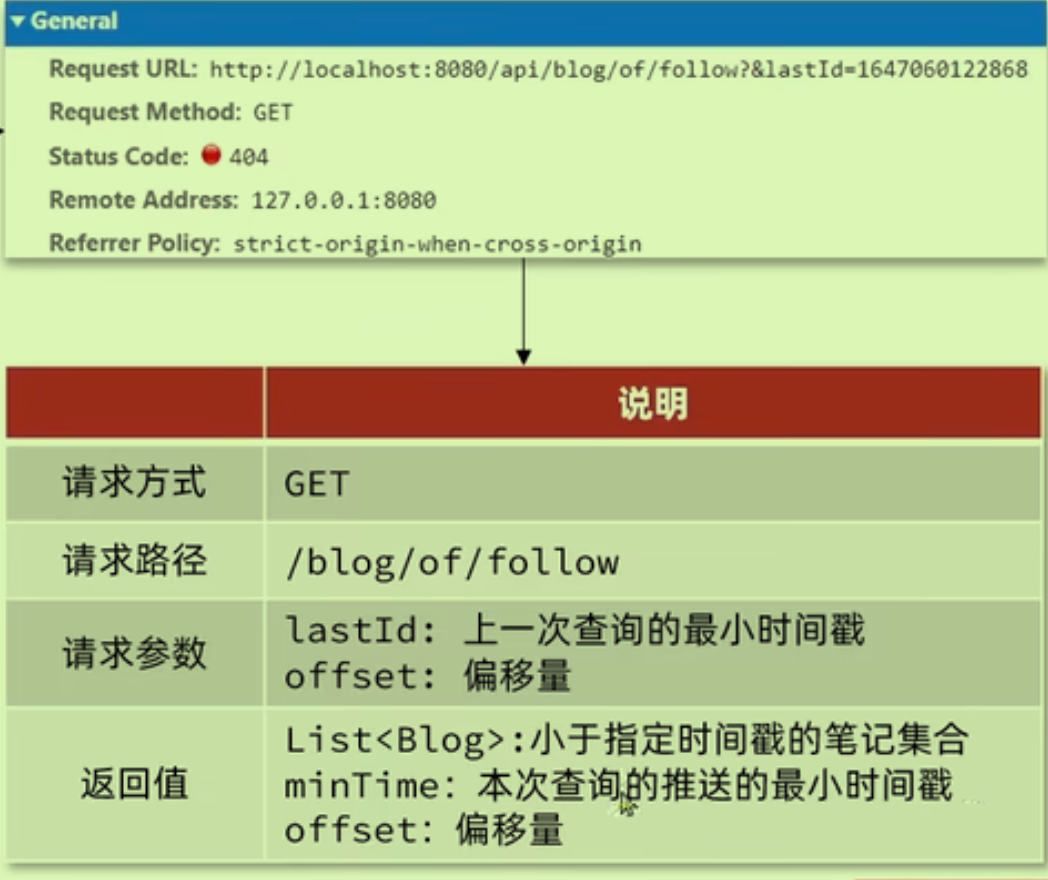 General
Request URL: http://localhost:8080/api/blog/of/follow?&lastId=1647060122868
Request Method: GET
Status Code: 404
Remote Address: 127.0.0.1:8080
Referrer Policy: strict-origin-when-cross-origin
说明
请求方式 GET
请求路径 /blog/of/follow
请求参数 lastId: 上一次查询的最小时间戳
offset: 偏移量
返回值 List<Blog>:小于指定时间戳的笔记集合
minTime: 本次查询的推送的最小时间戳
offset: 偏移量